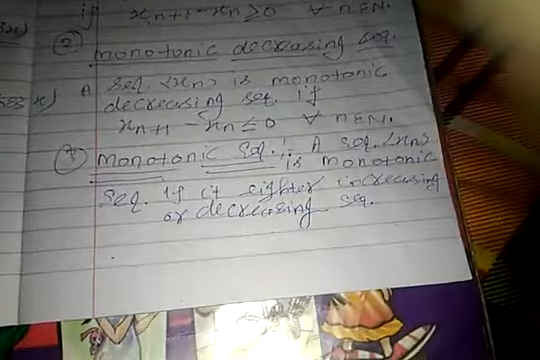 if xn+1 - xn ≥ 0 ∀ n ∈ N.
② monotonic decreasing seq.
A seq. <xn> is monotonic
decreasing seq. if
xn+1 - xn ≤ 0 ∀ n ∈ N.
③ monotonic seq. :- A seq. <xn>
is monotonic
seq. if it eighter increasing
or decreasing seq.